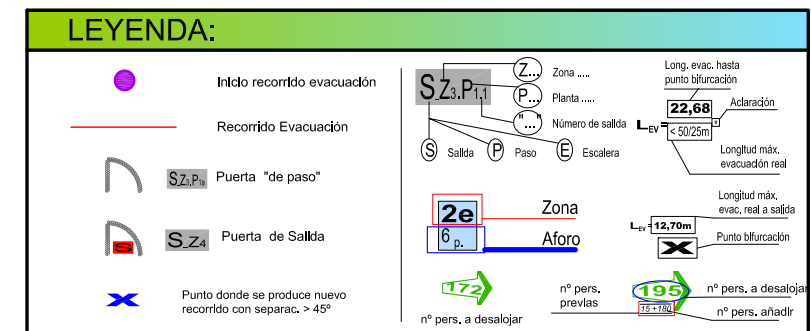 LEYENDA:
Inicio recorrido evacuación
Recorrido Evacuación
S_Z3.P1a
Puerta "de paso"
S
S_Z4
Puerta de Salida
Punto donde se produce nuevo
recorrido con separac. > 45º
S_Z3.P1.1
Z...
Zona .....
P...
Planta .....
"..."
Número de salida
S
Salida
P
Paso
E
Escalera
Long. evac. hasta
punto bifurcación
22,68
Aclaración
LEV=
< 50/25m
*
Longitud máx.
evacuación real
2e
Zona
6 p.
Aforo
Longitud máx.
evac. real a salida
LEV=
12,70m
Punto bifurcación
172
nº pers. a desalojar
nº pers.
previas
195
15+180
nº pers. a desalojar
nº pers. añadir